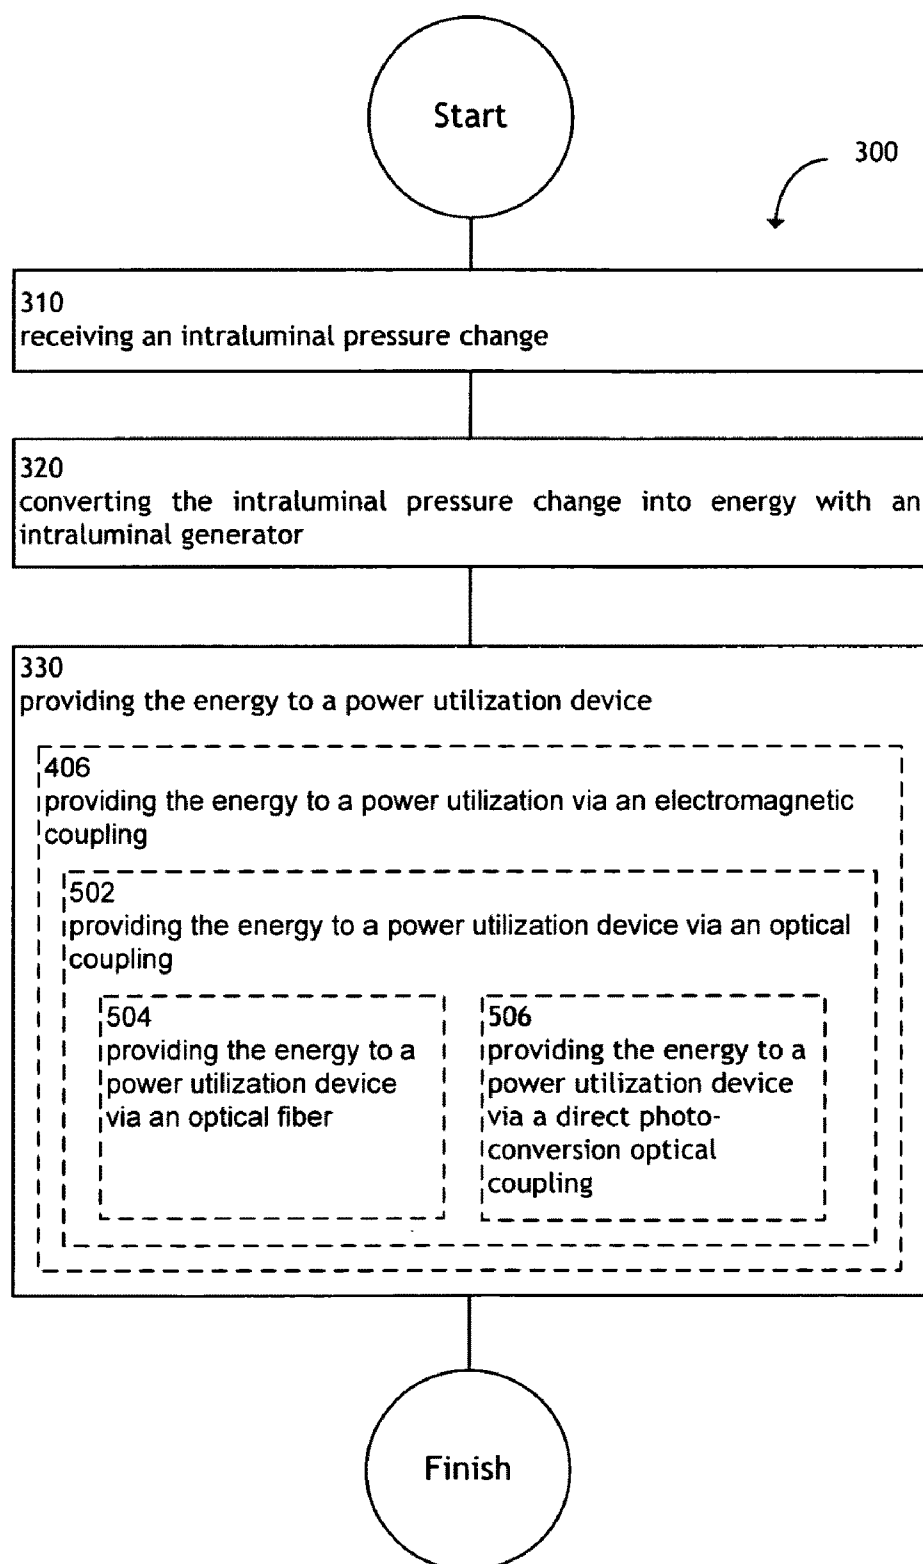 Start
300
310
receiving an intraluminal pressure change
320
converting the intraluminal pressure change into energy with an
intraluminal generator
330
providing the energy to a power utilization device
406
providing the energy to a power utilization via an electromagnetic
coupling
502
providing the energy to a power utilization device via an optical
coupling
504
providing the energy to a
power utilization device
via an optical fiber
506
providing the energy to a
power utilization device
via a direct photo-
conversion optical
coupling
Finish